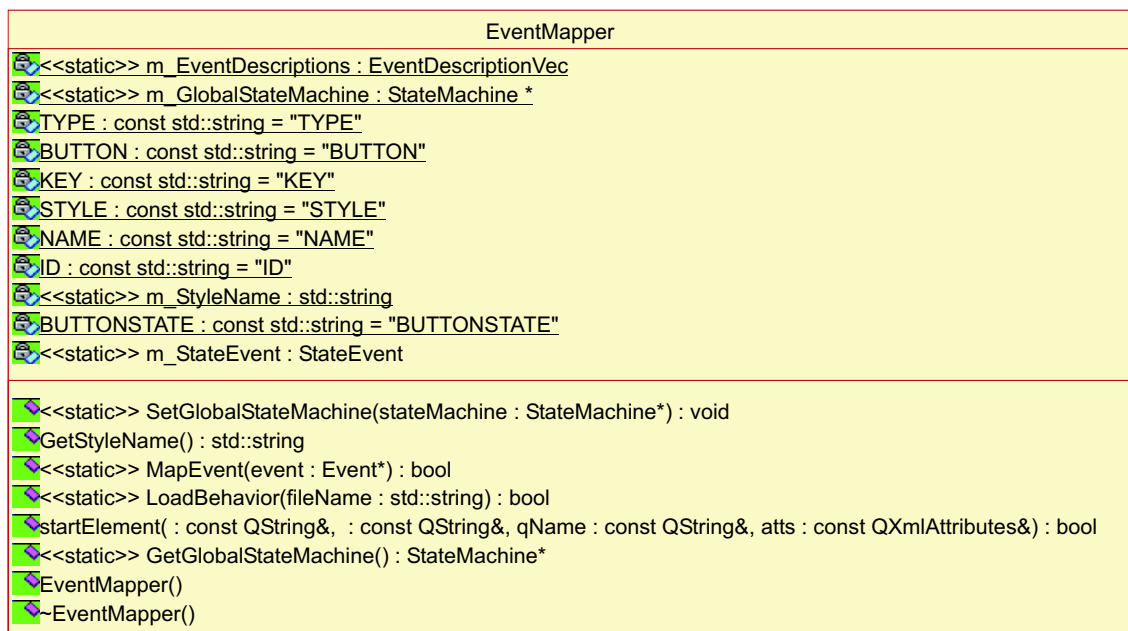 EventMapper
<<static>> m_EventDescriptions : EventDescriptionVec
<<static>> m_GlobalStateMachine : StateMachine *
TYPE : const std::string = "TYPE"
BUTTON : const std::string = "BUTTON"
KEY : const std::string = "KEY"
STYLE : const std::string = "STYLE"
NAME : const std::string = "NAME"
ID : const std::string = "ID"
<<static>> m_StyleName : std::string
BUTTONSTATE : const std::string = "BUTTONSTATE"
<<static>> m_StateEvent : StateEvent
<<static>> SetGlobalStateMachine(stateMachine : StateMachine*) : void
GetStyleName() : std::string
<<static>> MapEvent(event : Event*) : bool
<<static>> LoadBehavior(fileName : std::string) : bool
startElement( : const QString&,  : const QString&, qName : const QString&, atts : const QXmlAttributes&) : bool
<<static>> GetGlobalStateMachine() : StateMachine*
EventMapper()
~EventMapper()